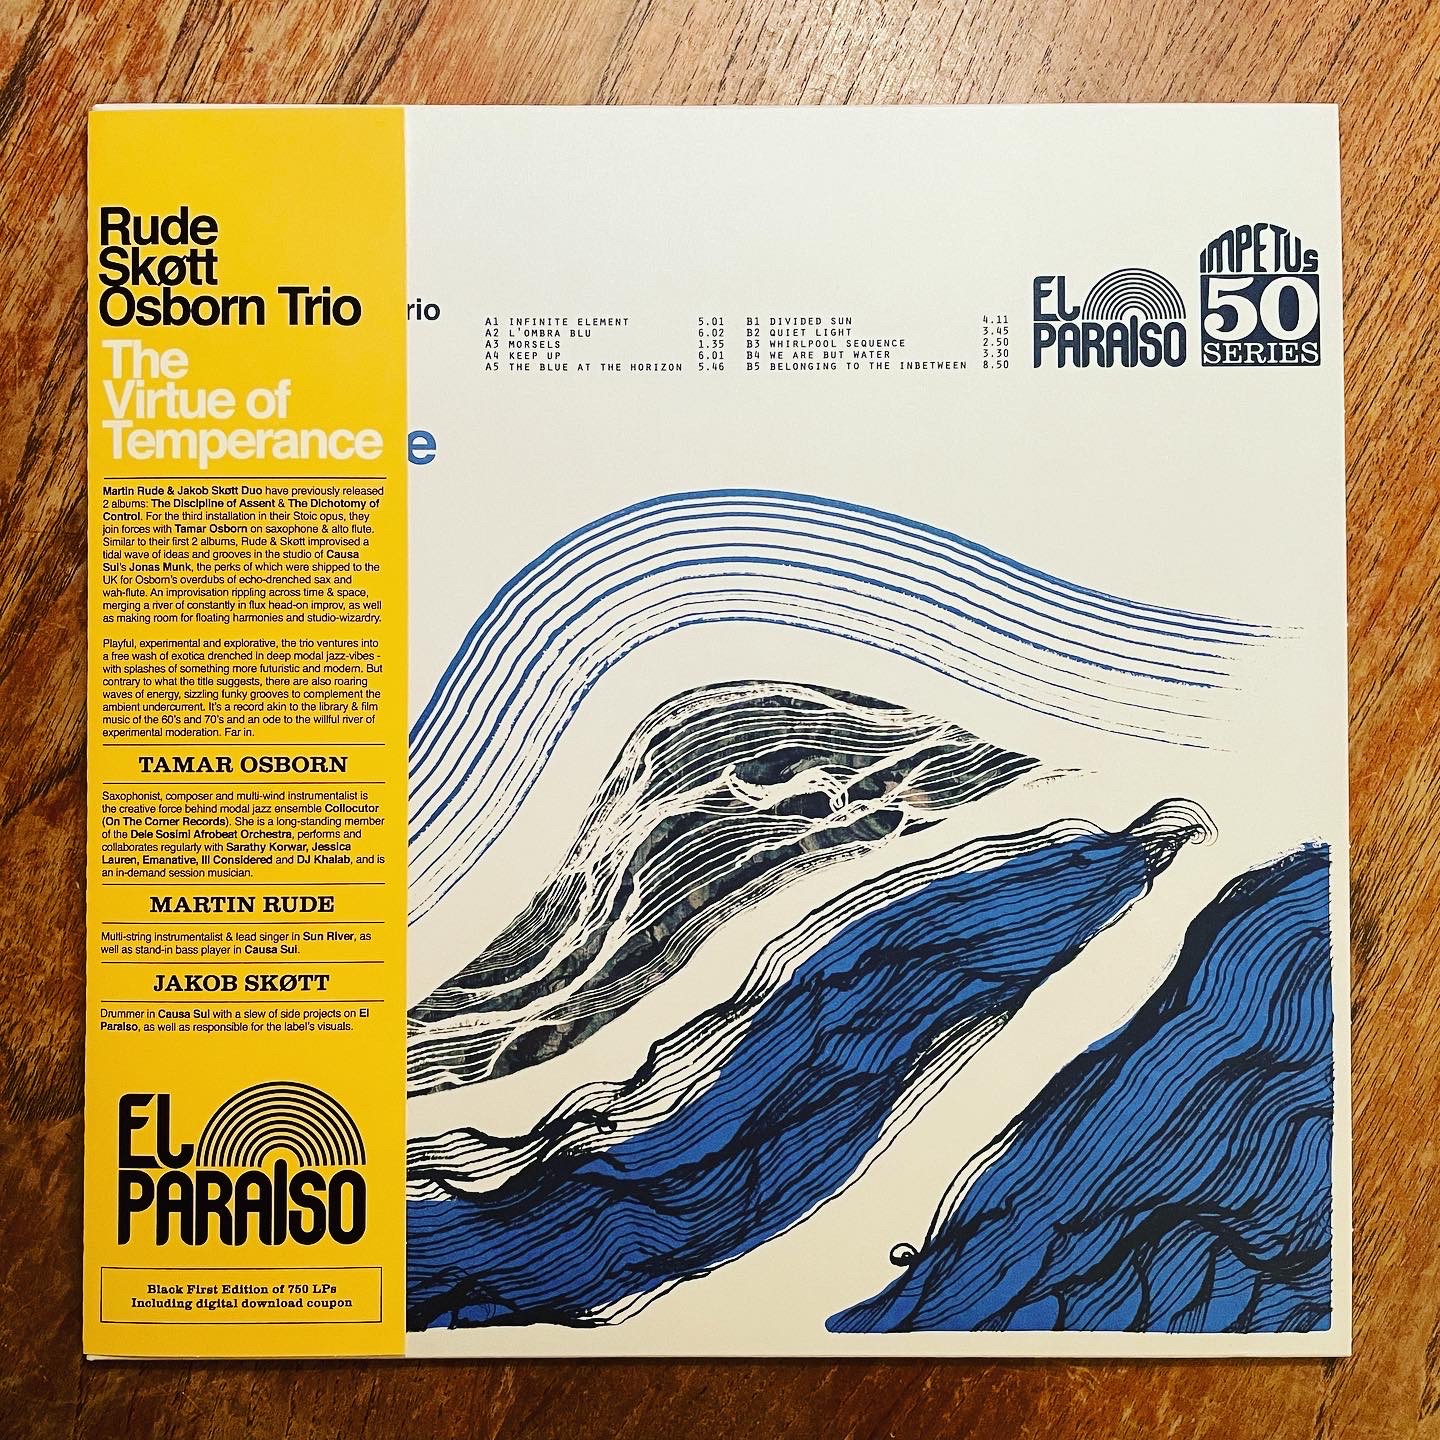 Rude
Skøtt
Osborn Trio
The
Virtue of
Temperance
Martin Rude & Jakob Skøtt Duo have previously released
2 albums: The Discipline of Assent & The Dichotomy of
Control. For the third installation in their Stoic opus, they
join forces with Tamar Osborn on saxophone & alto flute.
Similar to their first 2 albums, Rude & Skøtt improvised a
tidal wave of ideas and grooves in the studio of Causa
Sui's Jonas Munk, the perks of which were shipped to the
UK for Osborn's overdubs of echo-drenched sax and
wah-flute. An improvisation rippling across time & space,
merging a river of constantly in flux head-on improv, as well
as making room for floating harmonies and studio-wizardry.
Playful, experimental and explorative, the trio ventures into
a free wash of exotica drenched in deep modal jazz-vibes -
with splashes of something more futuristic and modern. But
contrary to what the title suggests, there are also roaring
waves of energy, sizzling funky grooves to complement the
ambient undercurrent. It's a record akin to the library & film
music of the 60's and 70's and an ode to the willful river of
experimental moderation. Far in.
TAMAR OSBORN
Saxophonist, composer and multi-wind instrumentalist is
the creative force behind modal jazz ensemble Collocutor
(On The Corner Records). She is a long-standing member
of the Dele Sosimi Afrobeat Orchestra, performs and
collaborates regularly with Sarathy Korwar, Jessica
Lauren, Emanative, Ill Considered and DJ Khalab, and is
an in-demand session musician.
MARTIN RUDE
Multi-string instrumentalist & lead singer in Sun River, as
well as stand-in bass player in Causa Sui.
JAKOB SKØTT
Drummer in Causa Sui with a slew of side projects on El
Paraiso, as well as responsible for the label's visuals.
EL
PARAISO
Black First Edition of 750 LPs
Including digital download coupon
rio
e
A1 INFINITE ELEMENT 5.01
A2 L'OMBRA BLU 6.02
A3 MORSELS 1.35
A4 KEEP UP 6.01
A5 THE BLUE AT THE HORIZON 5.46
B1 DIVIDED SUN 4.11
B2 QUIET LIGHT 3.45
B3 WHIRLPOOL SEQUENCE 2.50
B4 WE ARE BUT WATER 3.30
B5 BELONGING TO THE INBETWEEN 8.50
EL
PARAISO
IMPETUS
50
SERIES